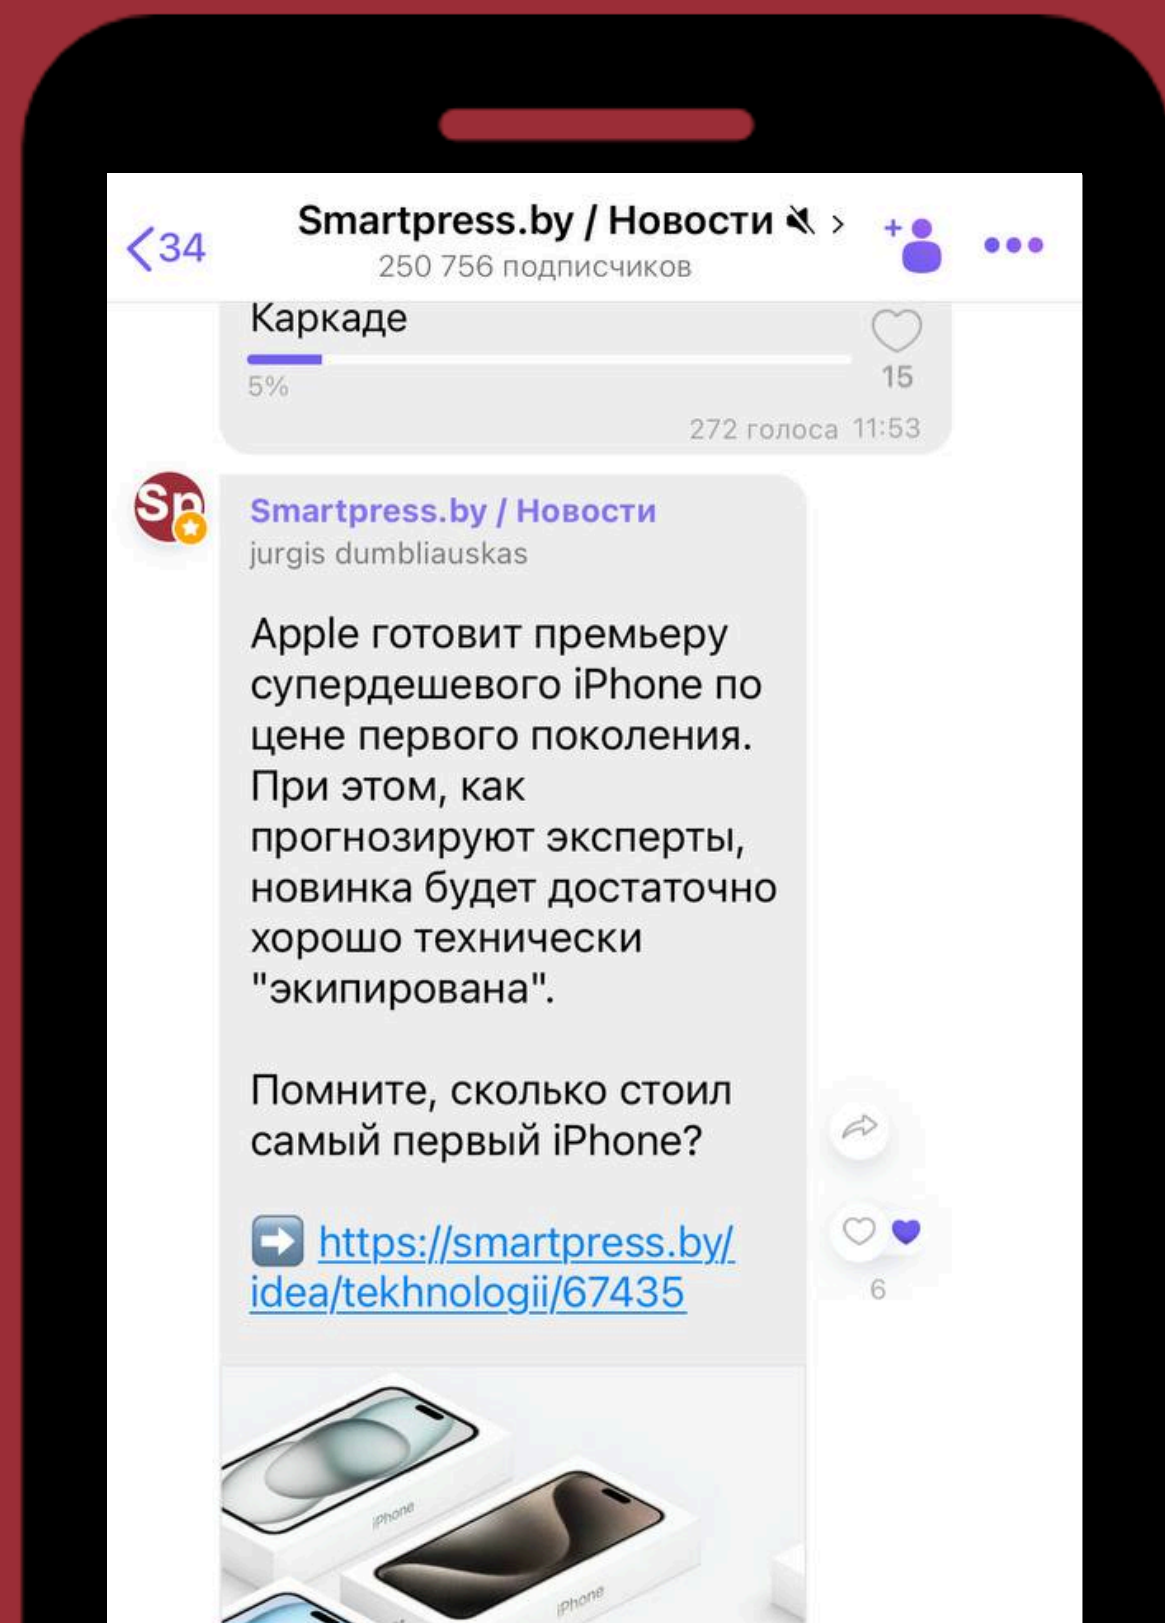 34
Smartpress.by / Новости
250 756 подписчиков
Каркаде
5%
15
272 голоса 11:53
Sp
Smartpress.by / Новости
jurgis dumbliauskas
Apple готовит премьеру
супердешевого iPhone по
цене первого поколения.
При этом, как
прогнозируют эксперты,
новинка будет достаточно
хорошо технически
"экипирована".
Помните, сколько стоил
самый первый iPhone?
https://smartpress.by/
idea/tekhnologii/67435
6
iPhone
iPhone